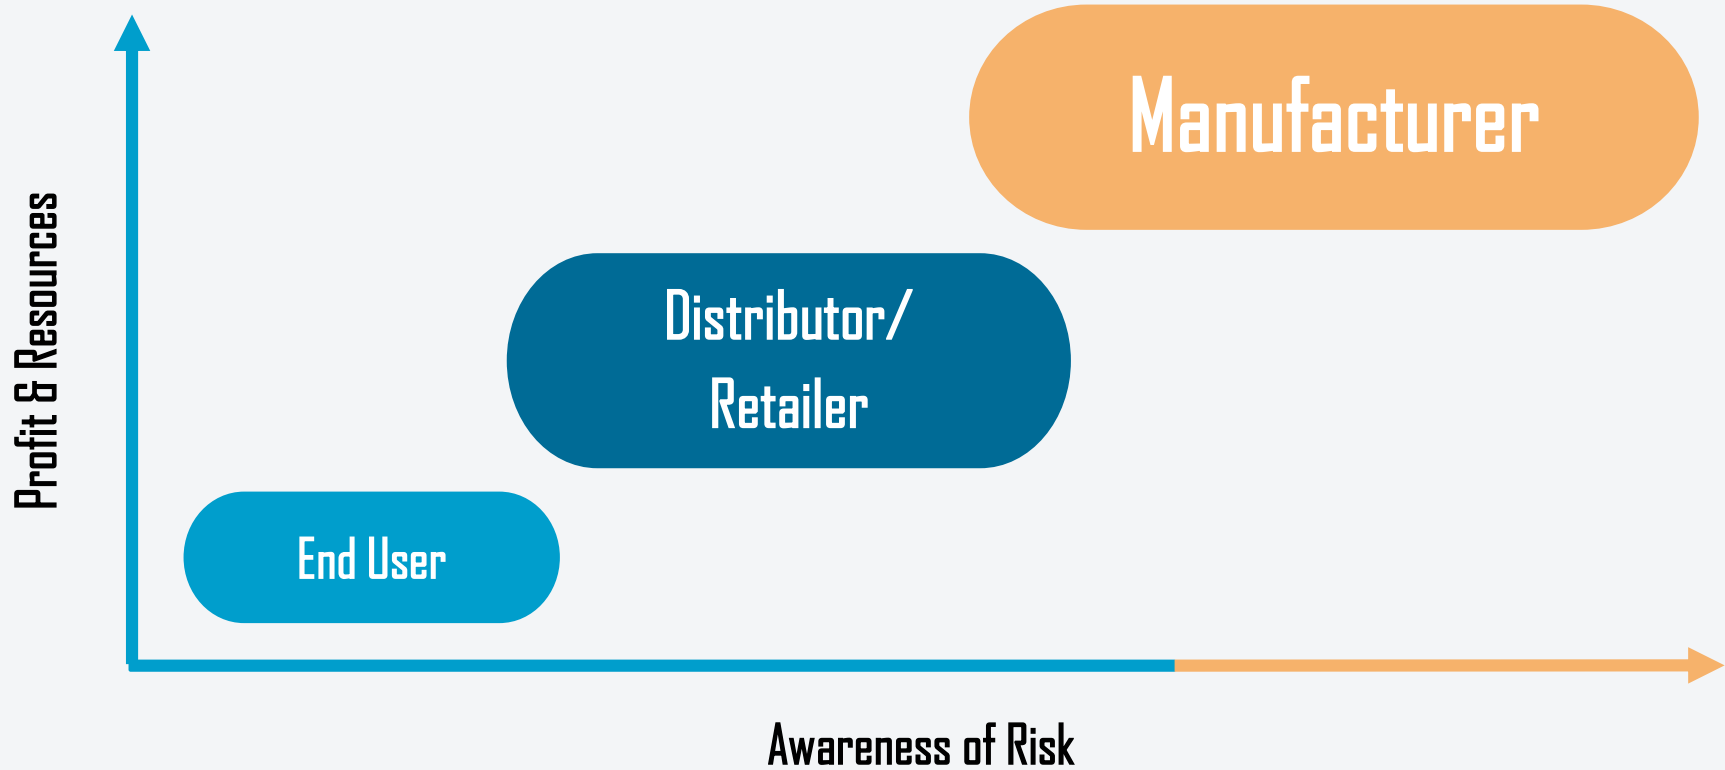 Manufacturer
Profit & Resources
Distributor/
Retailer
End User
Awareness of Risk